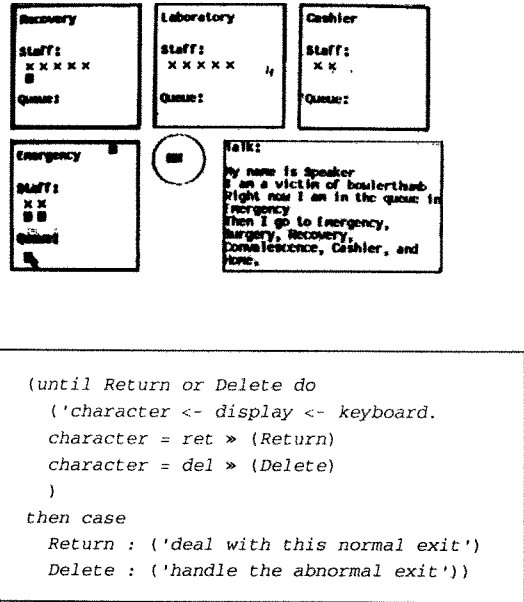 Recovery
Staff:
x x x x x
Queue:
Laboratory
Staff:
x x x x x
Queue:
Cashier
Staff:
x x
Queue:
Emergency
Staff:
x x
Queue:
Talk:
My name is Speaker
I am a victim of bowlerthumb
Right now I am in the queue in
Emergency
Then I go to Emergency,
Surgery, Recovery,
Convalescence, Cashier, and
Home.
(until Return or Delete do
('character <- display <- keyboard.
character = ret » (Return)
character = del » (Delete)
)
then case
Return : ('deal with this normal exit')
Delete : ('handle the abnormal exit'))